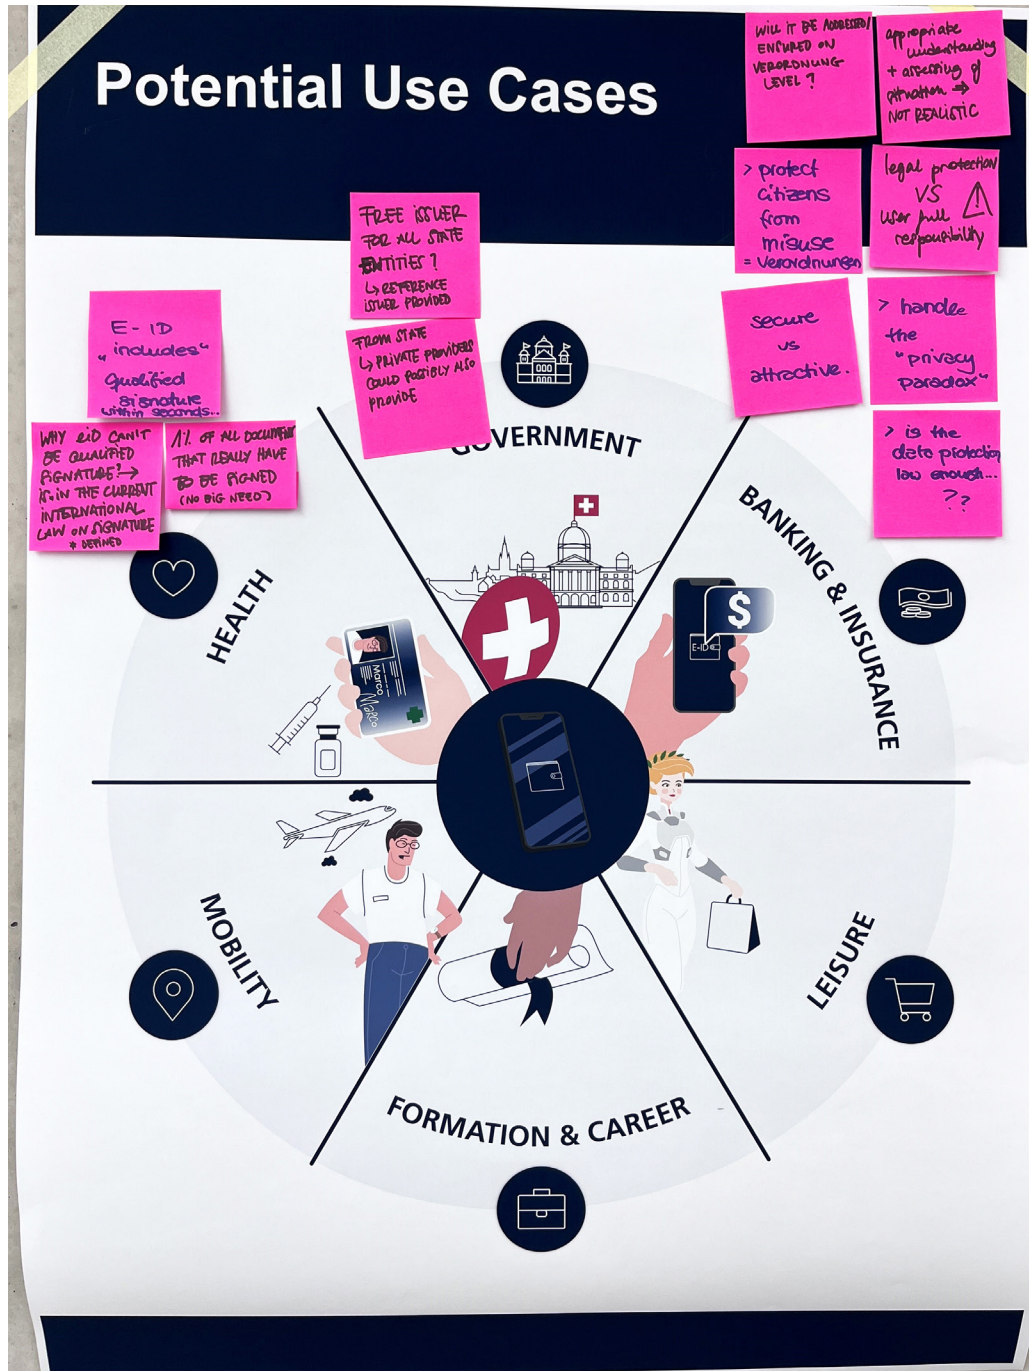 Potential Use Cases
WILL IT BE ADDRESSED/
ENSURED ON
VERORDNUNG
LEVEL ?
appropriate
understanding
+ assessing of
situation →
NOT REALISTIC
> protect
citizens
from
misuse
= Verordnungen
legal protection
VS
user full
responsibility
secure
vs
attractive.
> handle
the
"privacy
paradox"
> is the
data protection
law enough...
??
FREE ISSUER
FOR ALL STATE
ENTITIES ?
↳ REFERENCE
ISSUER PROVIDED
FROM STATE
↳ PRIVATE PROVIDERS
COULD POSSIBLY ALSO
PROVIDE
E-ID
"includes"
qualified
signature
within seconds...
WHY eID CAN'T
BE QUALIFIED
SIGNATURE? →
IN THE CURRENT
INTERNATIONAL
LAW ON SIGNATURE
DEFINED
1% OF ALL DOCUMENT
THAT REALLY HAVE
TO BE SIGNED
(NO BIG NEED)
GOVERNMENT
BANKING & INSURANCE
HEALTH
Marco
Marco
$
E-ID
MOBILITY
LEISURE
FORMATION & CAREER